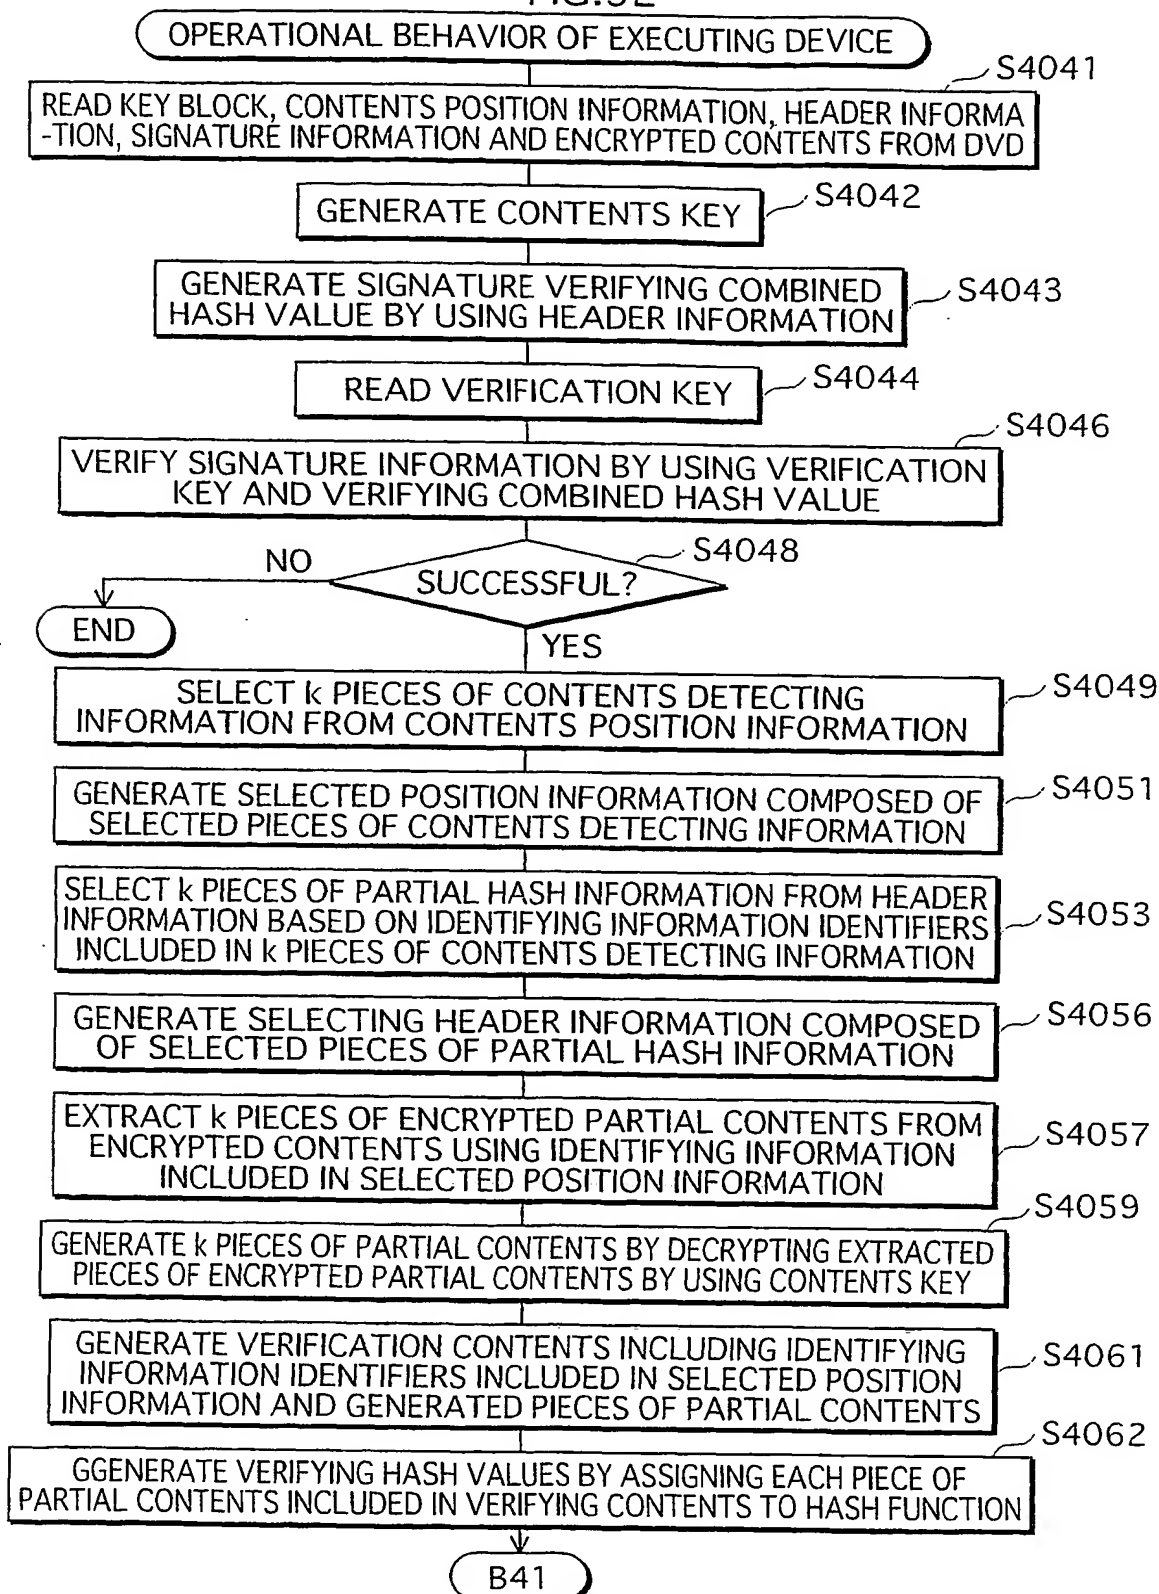 OPERATIONAL BEHAVIOR OF EXECUTING DEVICE
S4041
READ KEY BLOCK, CONTENTS POSITION INFORMATION, HEADER INFORMA
-TION, SIGNATURE INFORMATION AND ENCRYPTED CONTENTS FROM DVD
S4042
GENERATE CONTENTS KEY
GENERATE SIGNATURE VERIFYING COMBINED
HASH VALUE BY USING HEADER INFORMATION
S4043
READ VERIFICATION KEY
S4044
S4046
VERIFY SIGNATURE INFORMATION BY USING VERIFICATION
KEY AND VERIFYING COMBINED HASH VALUE
S4048
NO
SUCCESSFUL?
END
YES
SELECT k PIECES OF CONTENTS DETECTING
INFORMATION FROM CONTENTS POSITION INFORMATION
S4049
GENERATE SELECTED POSITION INFORMATION COMPOSED OF
SELECTED PIECES OF CONTENTS DETECTING INFORMATION
S4051
SELECT k PIECES OF PARTIAL HASH INFORMATION FROM HEADER
INFORMATION BASED ON IDENTIFYING INFORMATION IDENTIFIERS
INCLUDED IN k PIECES OF CONTENTS DETECTING INFORMATION
S4053
GENERATE SELECTING HEADER INFORMATION COMPOSED
OF SELECTED PIECES OF PARTIAL HASH INFORMATION
S4056
EXTRACT k PIECES OF ENCRYPTED PARTIAL CONTENTS FROM
ENCRYPTED CONTENTS USING IDENTIFYING INFORMATION
INCLUDED IN SELECTED POSITION INFORMATION
S4057
S4059
GENERATE k PIECES OF PARTIAL CONTENTS BY DECRYPTING EXTRACTED
PIECES OF ENCRYPTED PARTIAL CONTENTS BY USING CONTENTS KEY
GENERATE VERIFICATION CONTENTS INCLUDING IDENTIFYING
INFORMATION IDENTIFIERS INCLUDED IN SELECTED POSITION
INFORMATION AND GENERATED PIECES OF PARTIAL CONTENTS
S4061
S4062
GGENERATE VERIFYING HASH VALUES BY ASSIGNING EACH PIECE OF
PARTIAL CONTENTS INCLUDED IN VERIFYING CONTENTS TO HASH FUNCTION
B41